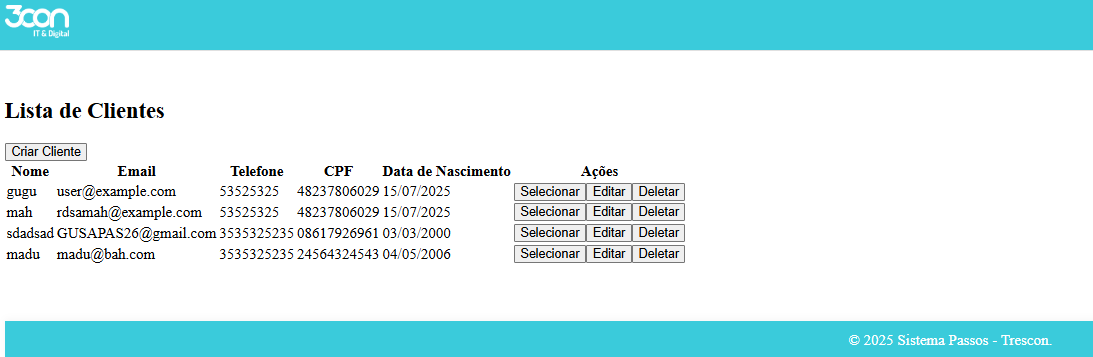 3con
IT & Digital
Lista de Clientes
Criar Cliente
Nome Email Telefone CPF Data de Nascimento Ações
gugu user@example.com 53525325 48237806029 15/07/2025 Selecionar Editar Deletar
mah rdsamah@example.com 53525325 48237806029 15/07/2025 Selecionar Editar Deletar
sdadsad GUSAPAS26@gmail.com 3535325235 08617926961 03/03/2000 Selecionar Editar Deletar
madu madu@bah.com 3535325235 24564324543 04/05/2006 Selecionar Editar Deletar
© 2025 Sistema Passos - Trescon.